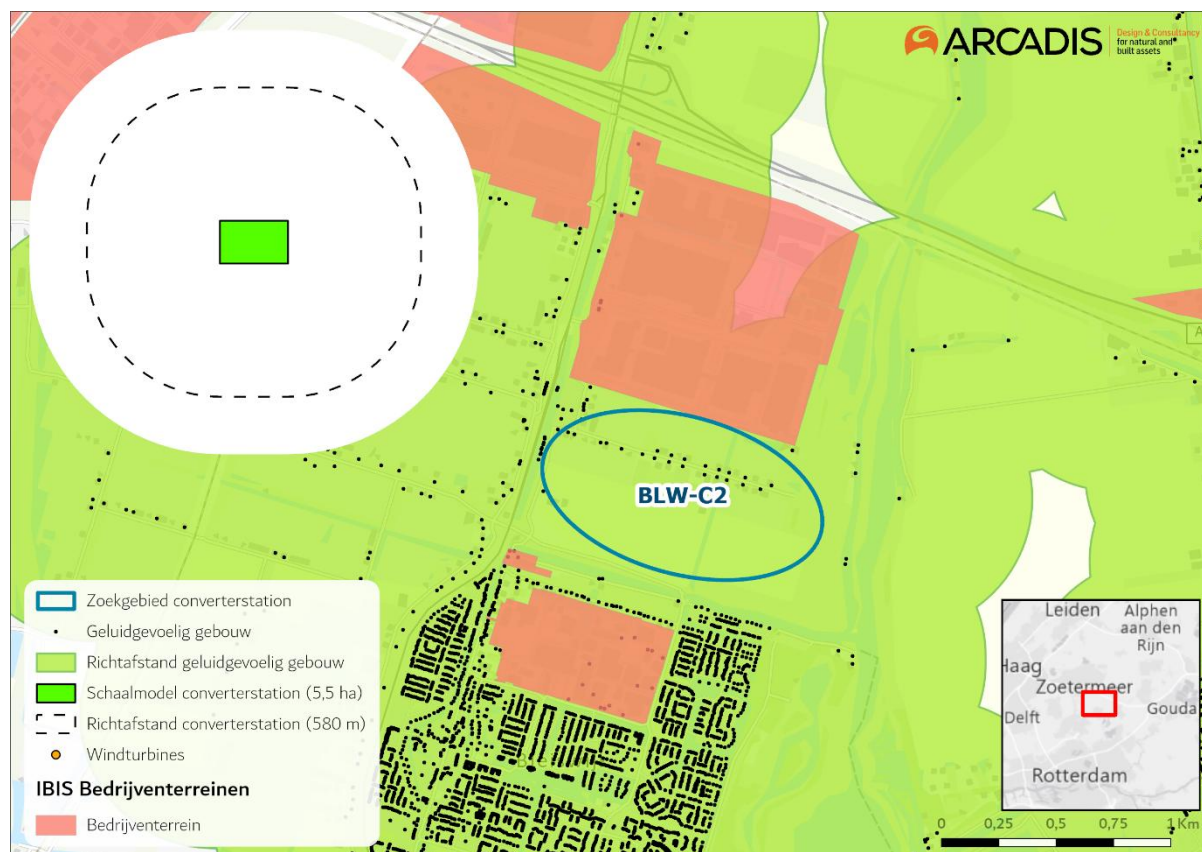 ARCADIS
Design & Consultancy
for natural and
built assets
BLW-C2
Zoekgebied converterstation
Geluidgevoelig gebouw
Richtafstand geluidgevoelig gebouw
Schaalmodel converterstation (5,5 ha)
Richtafstand converterstation (580 m)
Windturbines
IBIS Bedrijventerreinen
Bedrijventerrein
Leiden
Alphen
aan den
Rijn
Haag
Zoetermeer
Delft
Gouda
Rotterdam
0 0,25 0,5 0,75 1 Km